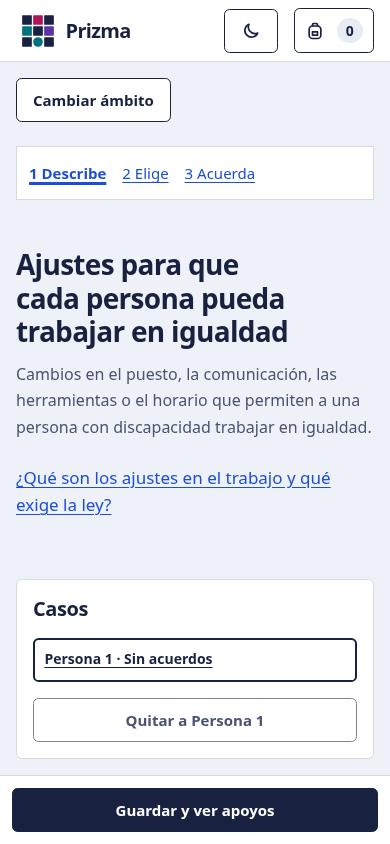 Prizma
0
Cambiar ámbito
1 Describe 2 Elige 3 Acuerda
Ajustes para que
cada persona pueda
trabajar en igualdad
Cambios en el puesto, la comunicación, las
herramientas o el horario que permiten a una
persona con discapacidad trabajar en igualdad.
¿Qué son los ajustes en el trabajo y qué
exige la ley?
Casos
Persona 1 · Sin acuerdos
Quitar a Persona 1
Guardar y ver apoyos